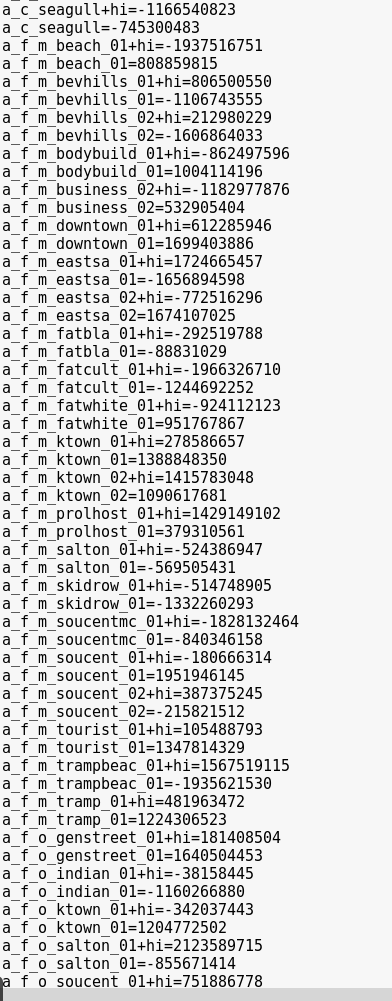 a_c_seagull+hi=-1166540823
a_c_seagull=-745300483
a_f_m_beach_01+hi=-1937516751
a_f_m_beach_01=808859815
a_f_m_bevhills_01+hi=806500550
a_f_m_bevhills_01=-1106743555
a_f_m_bevhills_02+hi=212980229
a_f_m_bevhills_02=-1606864033
a_f_m_bodybuild_01+hi=-862497596
a_f_m_bodybuild_01=1004114196
a_f_m_business_02+hi=-1182977876
a_f_m_business_02=532905404
a_f_m_downtown_01+hi=612285946
a_f_m_downtown_01=1699403886
a_f_m_eastsa_01+hi=1724665457
a_f_m_eastsa_01=-1656894598
a_f_m_eastsa_02+hi=-772516296
a_f_m_eastsa_02=1674107025
a_f_m_fatbla_01+hi=-292519788
a_f_m_fatbla_01=-88831029
a_f_m_fatcult_01+hi=-1966326710
a_f_m_fatcult_01=-1244692252
a_f_m_fatwhite_01+hi=-924112123
a_f_m_fatwhite_01=951767867
a_f_m_ktown_01+hi=278586657
a_f_m_ktown_01=1388848350
a_f_m_ktown_02+hi=1415783048
a_f_m_ktown_02=1090617681
a_f_m_prolhost_01+hi=1429149102
a_f_m_prolhost_01=379310561
a_f_m_salton_01+hi=-524386947
a_f_m_salton_01=-569505431
a_f_m_skidrow_01+hi=-514748905
a_f_m_skidrow_01=-1332260293
a_f_m_soucentmc_01+hi=-1828132464
a_f_m_soucentmc_01=-840346158
a_f_m_soucent_01+hi=-180666314
a_f_m_soucent_01=1951946145
a_f_m_soucent_02+hi=387375245
a_f_m_soucent_02=-215821512
a_f_m_tourist_01+hi=105488793
a_f_m_tourist_01=1347814329
a_f_m_trampbeac_01+hi=1567519115
a_f_m_trampbeac_01=-1935621530
a_f_m_tramp_01+hi=481963472
a_f_m_tramp_01=1224306523
a_f_o_genstreet_01+hi=181408504
a_f_o_genstreet_01=1640504453
a_f_o_indian_01+hi=-38158445
a_f_o_indian_01=-1160266880
a_f_o_ktown_01+hi=-342037443
a_f_o_ktown_01=1204772502
a_f_o_salton_01+hi=2123589715
a_f_o_salton_01=-855671414
a_f_o_soucent_01+hi=751886778